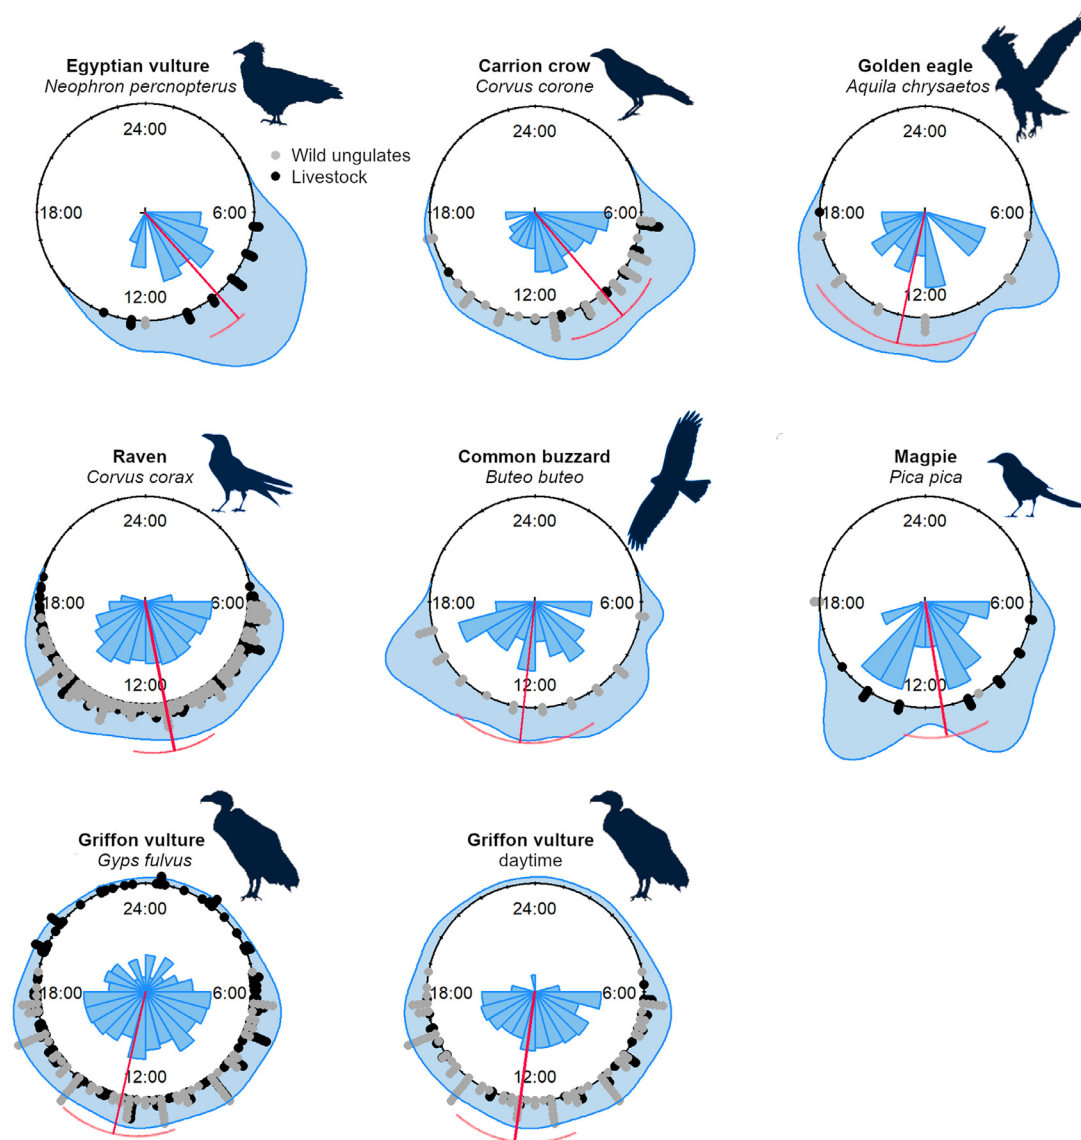 Egyptian vulture
Neophron percnopterus
24:00
18:00
6:00
12:00
Wild ungulates
Livestock
Carrion crow
Corvus corone
24:00
18:00
6:00
12:00
Golden eagle
Aquila chrysaetos
24:00
18:00
6:00
12:00
Raven
Corvus corax
24:00
18:00
6:00
12:00
Common buzzard
Buteo buteo
24:00
18:00
6:00
12:00
Magpie
Pica pica
24:00
18:00
6:00
12:00
Griffon vulture
Gyps fulvus
24:00
18:00
6:00
12:00
Griffon vulture
daytime
24:00
18:00
6:00
12:00